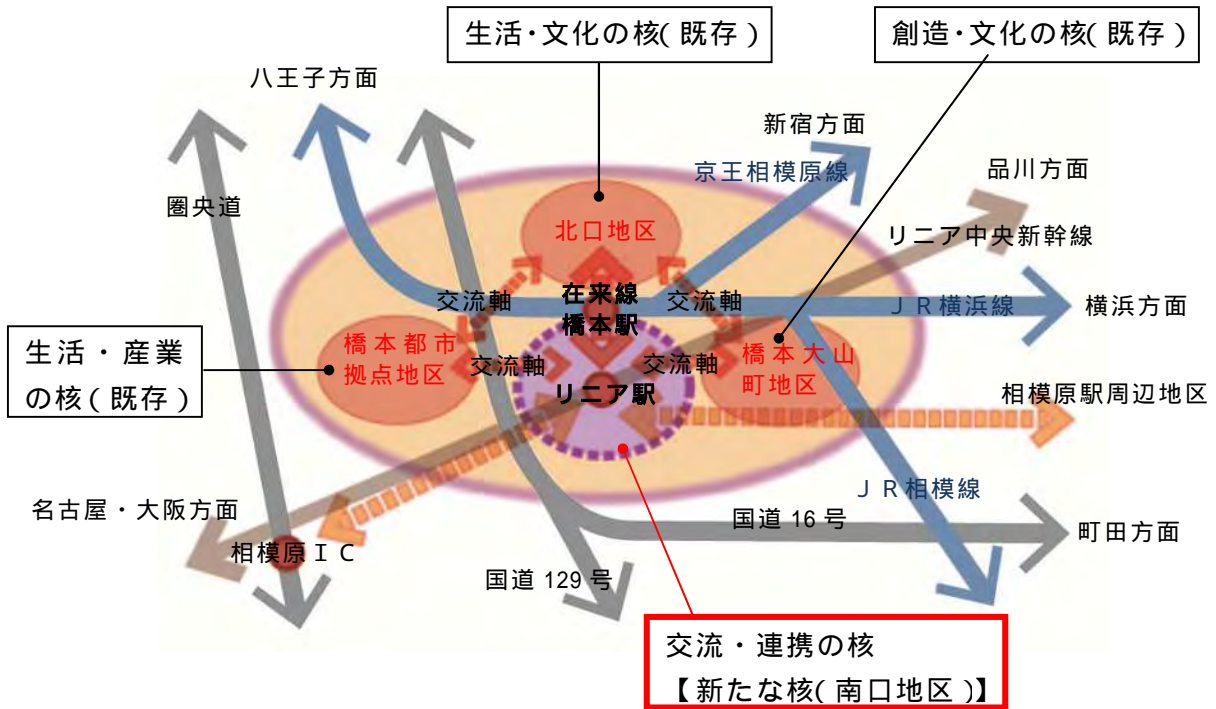 生活・文化の核(既存)
創造・文化の核(既存)
八王子方面
新宿方面
京王相模原線
品川方面
圏央道
北口地区
リニア中央新幹線
交流軸
在来線
橋本駅
交流軸
JR横浜線
横浜方面
生活・産業
の核(既存)
橋本都市
拠点地区
交流軸
交流軸
橋本大山
町地区
リニア駅
相模原駅周辺地区
JR相模線
名古屋・大阪方面
国道16号
町田方面
相模原IC
国道129号
交流・連携の核
【新たな核(南口地区)】